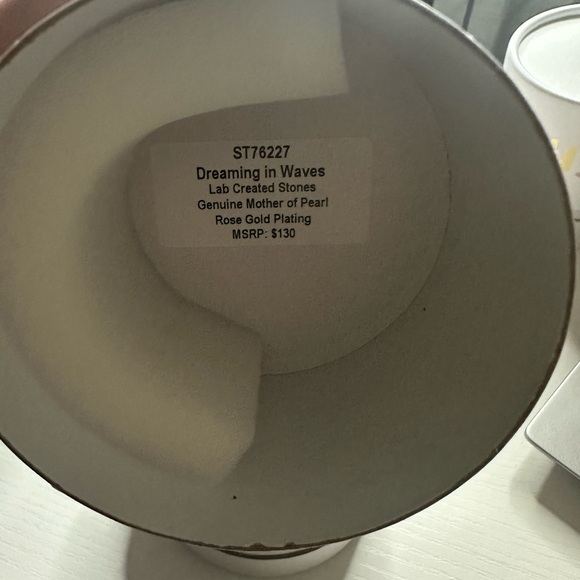 ST76227
Dreaming in Waves
Lab Created Stones
Genuine Mother of Pearl
Rose Gold Plating
MSRP: $130